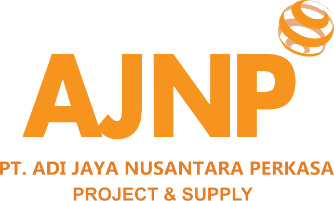 AJNP
PT. ADI JAYA NUSANTARA PERKASA
PROJECT & SUPPLY